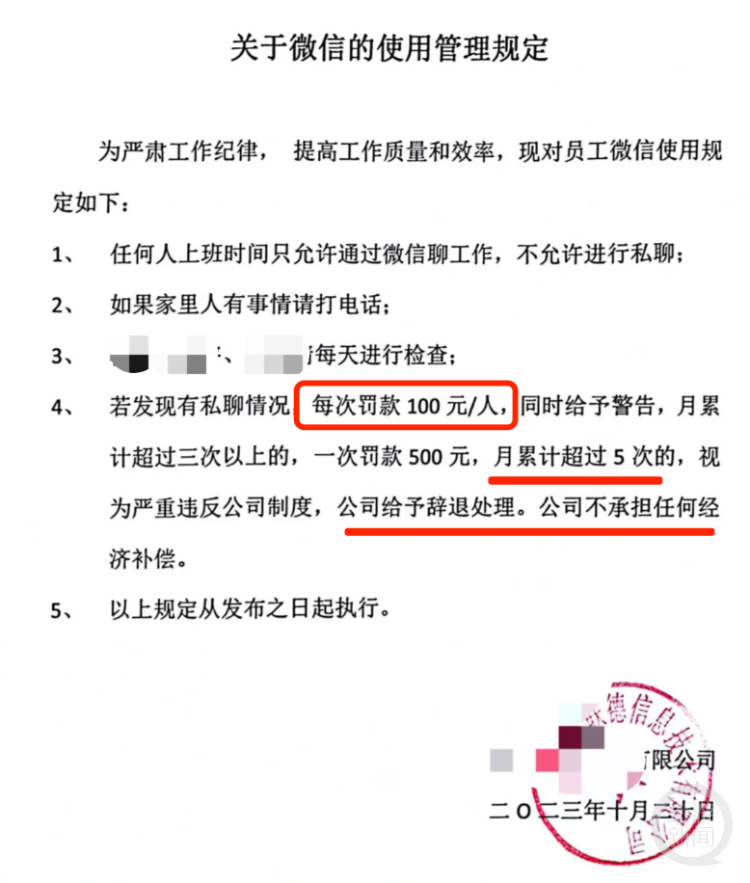 关于微信的使用管理规定
为严肃工作纪律， 提高工作质量和效率，现对员工微信使用规
定如下：
1、 任何人上班时间只允许通过微信聊工作，不允许进行私聊；
2、 如果家里人有事情请打电话；
3、 、 每天进行检查；
4、 若发现有私聊情况 每次罚款 100 元/人，同时给予警告，月累
计超过三次以上的，一次罚款 500 元，月累计超过 5 次的，视
为严重违反公司制度，公司给予辞退处理。公司不承担任何经
济补偿。
5、 以上规定从发布之日起执行。
德信息技术有限公司
限公司
二〇二三年十月二十日
新闻